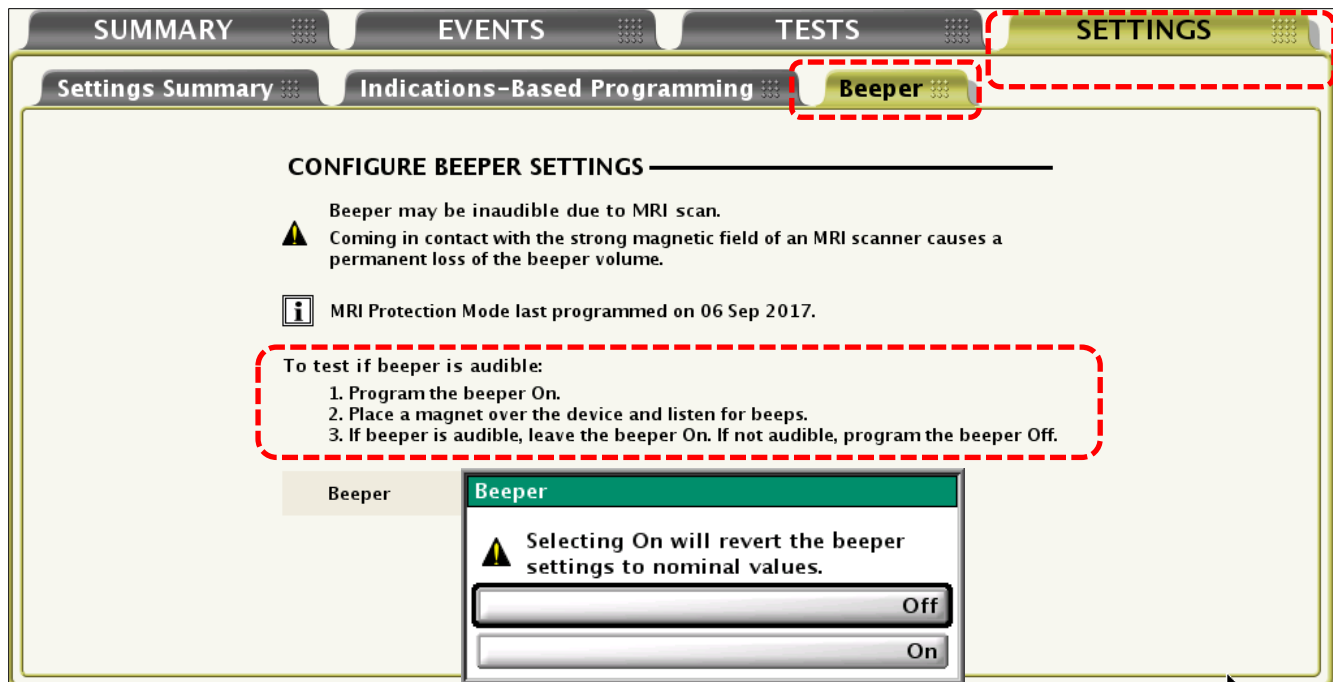 SUMMARY EVENTS TESTS SETTINGS
Settings Summary Indications-Based Programming Beeper
CONFIGURE BEEPER SETTINGS
Beeper may be inaudible due to MRI scan.
Coming in contact with the strong magnetic field of an MRI scanner causes a
permanent loss of the beeper volume.
i MRI Protection Mode last programmed on 06 Sep 2017.
To test if beeper is audible:
1. Program the beeper On.
2. Place a magnet over the device and listen for beeps.
3. If beeper is audible, leave the beeper On. If not audible, program the beeper Off.
Beeper
Beeper
Selecting On will revert the beeper
settings to nominal values.
Off
On